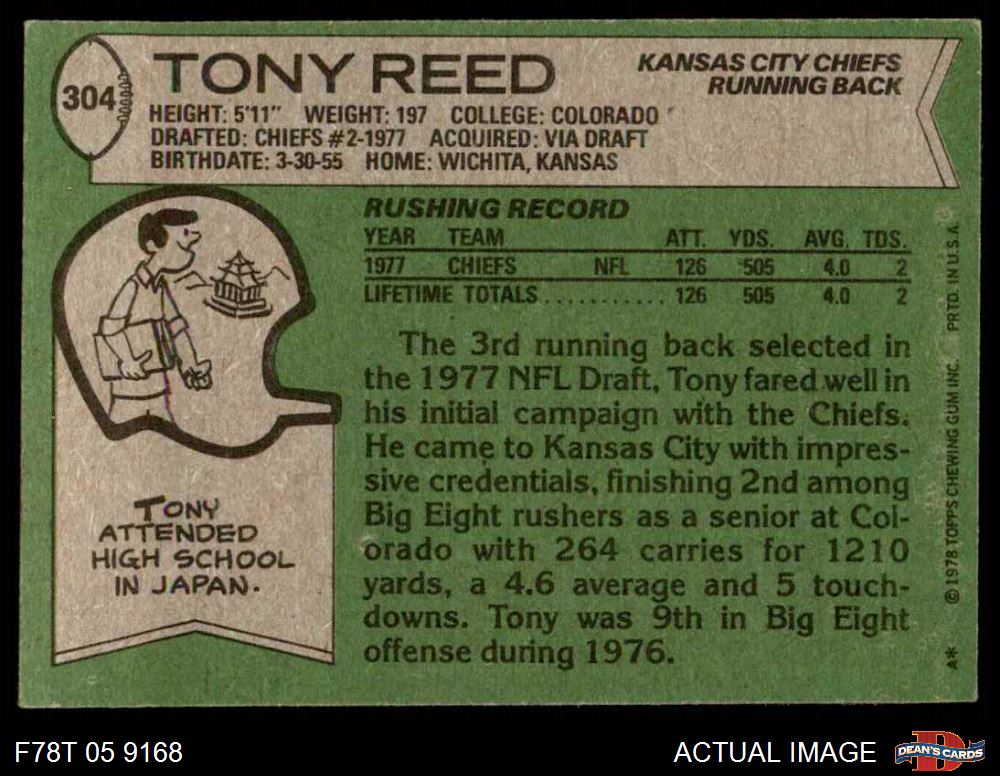 304
TONY REED
KANSAS CITY CHIEFS
RUNNING BACK
HEIGHT: 5'11" WEIGHT: 197 COLLEGE: COLORADO
DRAFTED: CHIEFS #2-1977 ACQUIRED: VIA DRAFT
BIRTHDATE: 3-30-55 HOME: WICHITA, KANSAS
RUSHING RECORD
YEAR TEAM ATT. YDS. AVG. TDS.
1977 CHIEFS NFL 126 505 4.0 2
LIFETIME TOTALS........... 126 505 4.0 2
The 3rd running back selected in
the 1977 NFL Draft, Tony fared well in
his initial campaign with the Chiefs.
He came to Kansas City with impres-
sive credentials, finishing 2nd among
Big Eight rushers as a senior at Col-
orado with 264 carries for 1210
yards, a 4.6 average and 5 touch-
downs. Tony was 9th in Big Eight
offense during 1976.
TONY
ATTENDED
HIGH SCHOOL
IN JAPAN.
A* ©1978 TOPPS CHEWING GUM INC. PRTD. IN U.S.A.
F78T 05 9168
ACTUAL IMAGE
DEAN'S CARDS